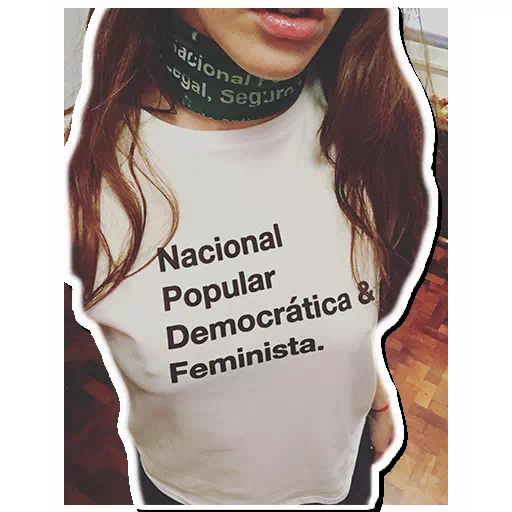 nacional
Legal, Seguro
Nacional
Popular
Democrática &
Feminista.